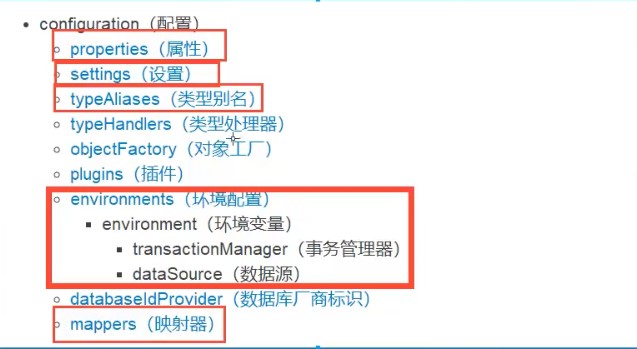 configuration（配置）
properties（属性）
settings（设置）
typeAliases（类型别名）
typeHandlers（类型处理器）
objectFactory（对象工厂）
plugins（插件）
environments（环境配置）
environment（环境变量）
transactionManager（事务管理器）
dataSource（数据源）
databaseIdProvider（数据库厂商标识）
mappers（映射器）